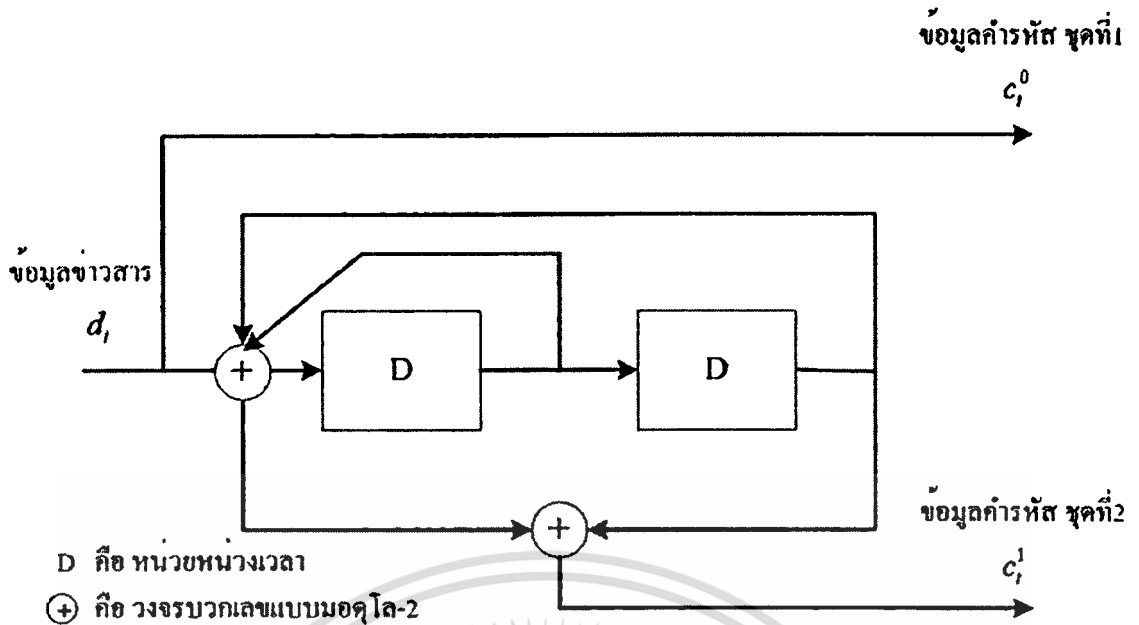 ข้อมูลคำรหัส ชุดที่1
c_t^0
ข้อมูลข่าวสาร
d_t
+
D
D
+
ข้อมูลคำรหัส ชุดที่2
c_t^1
D คือ หน่วยหน่วงเวลา
+ คือ วงจรบวกเลขแบบมอดุโล-2